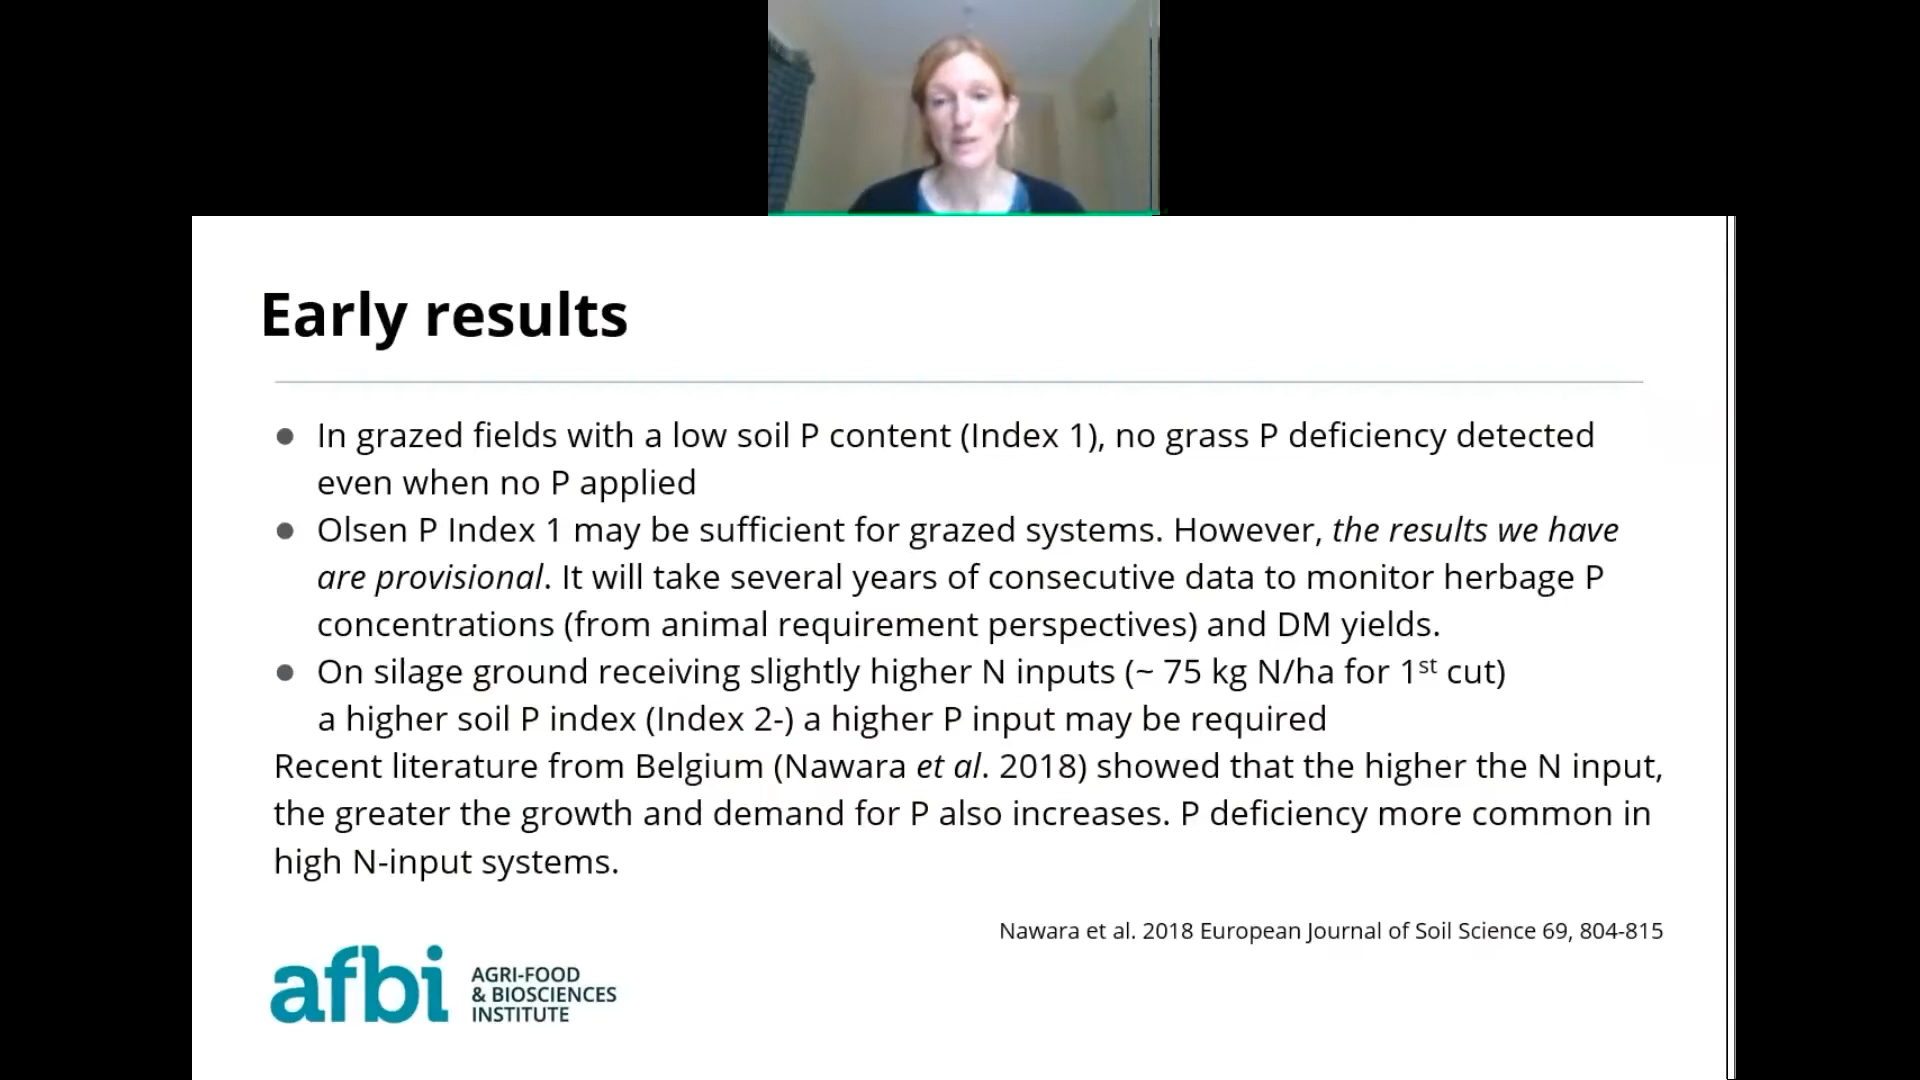 Early results
● In grazed fields with a low soil P content (Index 1), no grass P deficiency detected
even when no P applied
● Olsen P Index 1 may be sufficient for grazed systems. However, the results we have
are provisional. It will take several years of consecutive data to monitor herbage P
concentrations (from animal requirement perspectives) and DM yields.
● On silage ground receiving slightly higher N inputs (~ 75 kg N/ha for 1st cut)
a higher soil P index (Index 2-) a higher P input may be required
Recent literature from Belgium (Nawara et al. 2018) showed that the higher the N input,
the greater the growth and demand for P also increases. P deficiency more common in
high N-input systems.
Nawara et al. 2018 European Journal of Soil Science 69, 804-815
afbi
AGRI-FOOD
& BIOSCIENCES
INSTITUTE